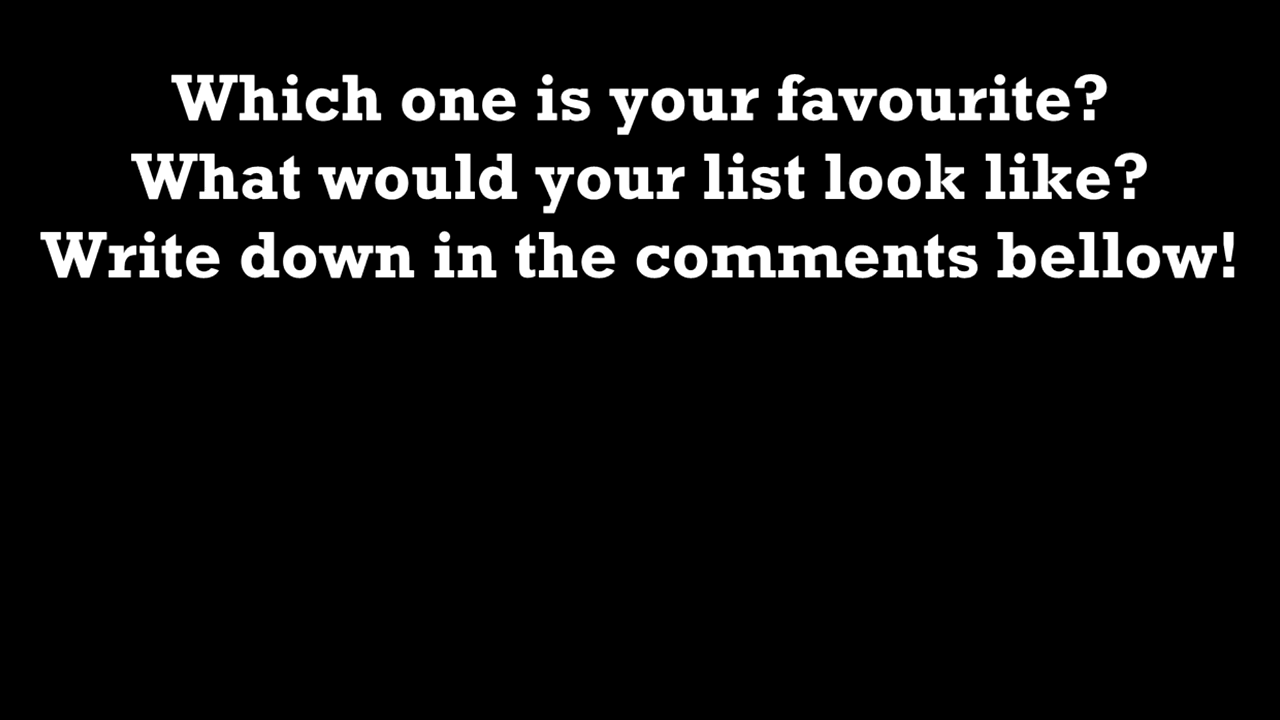 Which one is your favourite?
What would your list look like?
Write down in the comments bellow!